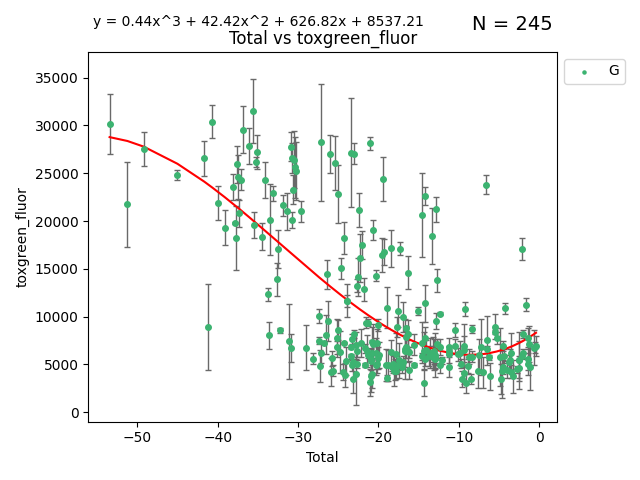 y = 0.44x^3 + 42.42x^2 + 626.82x + 8537.21
N = 245
Total vs toxgreen_fluor
G
35000
30000
25000
20000
15000
10000
5000
0
toxgreen_fluor
−50 −40 −30 −20 −10 0
Total